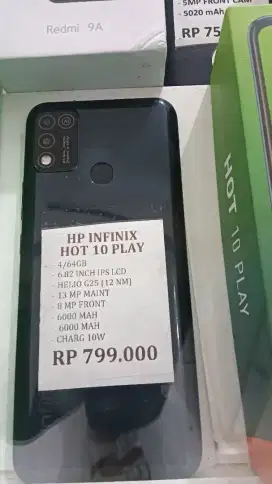 Redmi 9A
5MP FRONT CAM
- 5020 mAh
RP 75
HOT 10 PLAY
HP INFINIX
HOT 10 PLAY
- 4/64GB
- 6.82 INCH IPS LCD
- HELIO G25 (12 NM)
- 13 MP MAINT
- 8 MP FRONT
- 6000 MAH
6000 MAH
- CHARG 10W
RP 799.000